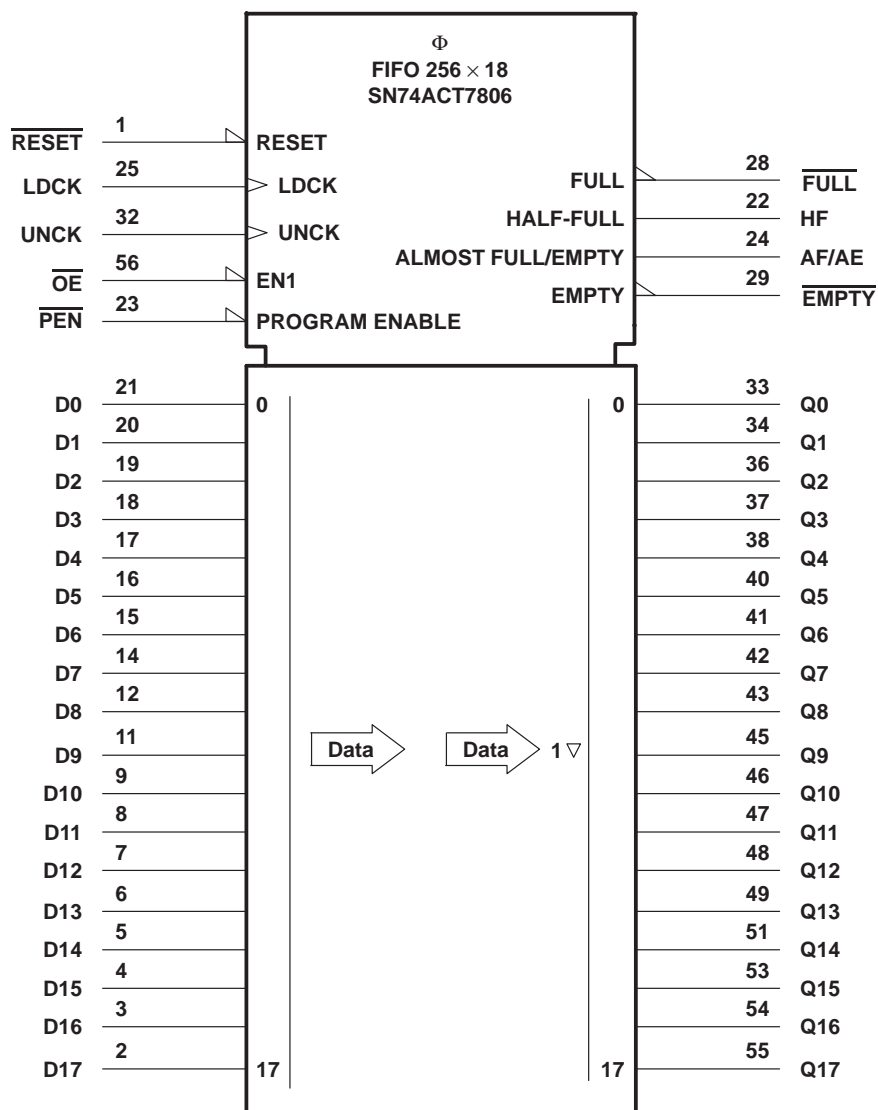 Φ
FIFO 256 × 18
SN74ACT7806
RESET 1 RESET
LDCK 25 LDCK
UNCK 32 UNCK
OE 56 EN1
PEN 23 PROGRAM ENABLE
FULL 28 FULL
HALF-FULL 22 HF
ALMOST FULL/EMPTY 24 AF/AE
EMPTY 29 EMPTY
D0 21 0
D1 20
D2 19
D3 18
D4 17
D5 16
D6 15
D7 14
D8 12
D9 11
D10 9
D11 8
D12 7
D13 6
D14 5
D15 4
D16 3
D17 2 17
Data Data 1
0 33 Q0
34 Q1
36 Q2
37 Q3
38 Q4
40 Q5
41 Q6
42 Q7
43 Q8
45 Q9
46 Q10
47 Q11
48 Q12
49 Q13
51 Q14
53 Q15
54 Q16
17 55 Q17